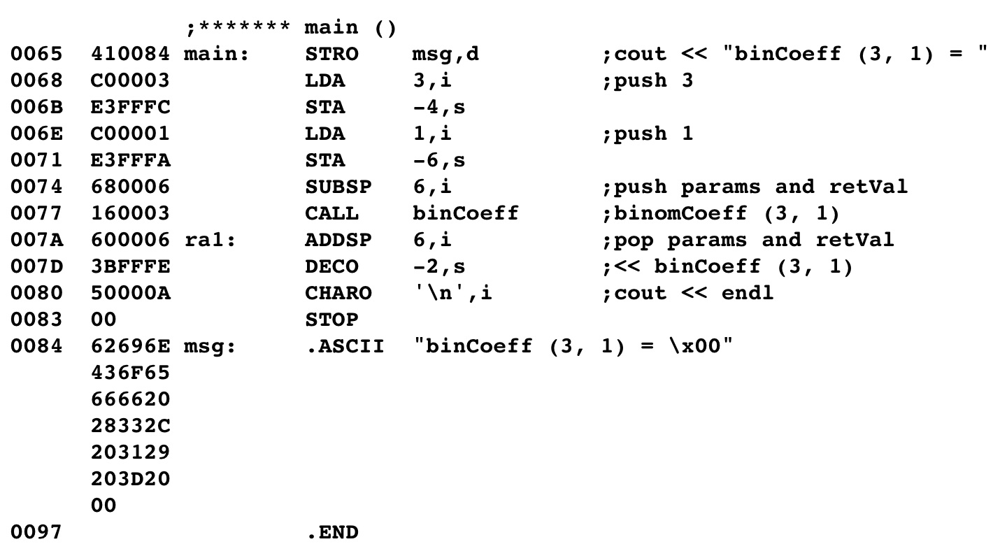 ;******* main ()
0065 410084 main: STRO msg,d ;cout << "binCoeff (3, 1) = "
0068 C00003 LDA 3,i ;push 3
006B E3FFFC STA -4,s
006E C00001 LDA 1,i ;push 1
0071 E3FFFA STA -6,s
0074 680006 SUBSP 6,i ;push params and retVal
0077 160003 CALL binCoeff ;binomCoeff (3, 1)
007A 600006 ra1: ADDSP 6,i ;pop params and retVal
007D 3BFFFE DECO -2,s ;<< binCoeff (3, 1)
0080 50000A CHARO '\n',i ;cout << endl
0083 00 STOP
0084 62696E msg: .ASCII "binCoeff (3, 1) = \x00"
436F65
666620
28332C
203129
203D20
00
0097 .END